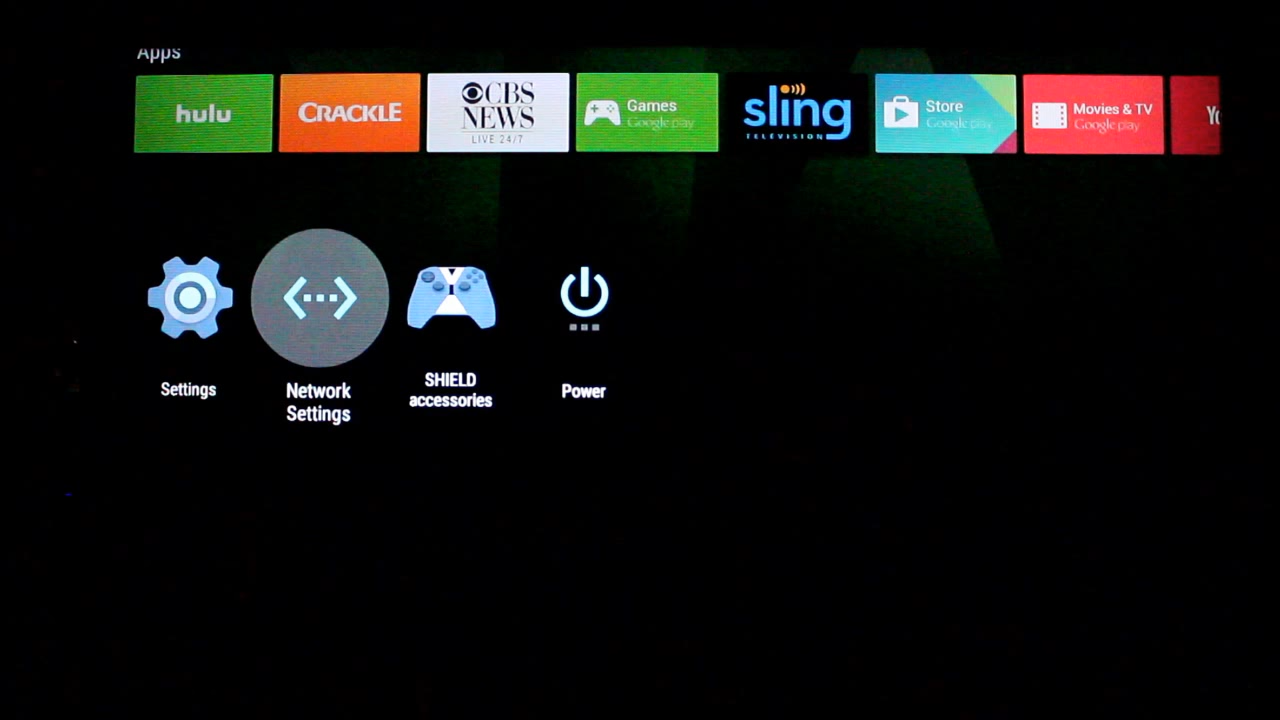 Apps
hulu
CRACKLE
CBS
NEWS
LIVE 24/7
Games
Google play
sling
TELEVISION
Store
Google play
Movies & TV
Google play
Settings
Network
Settings
SHIELD
accessories
Power